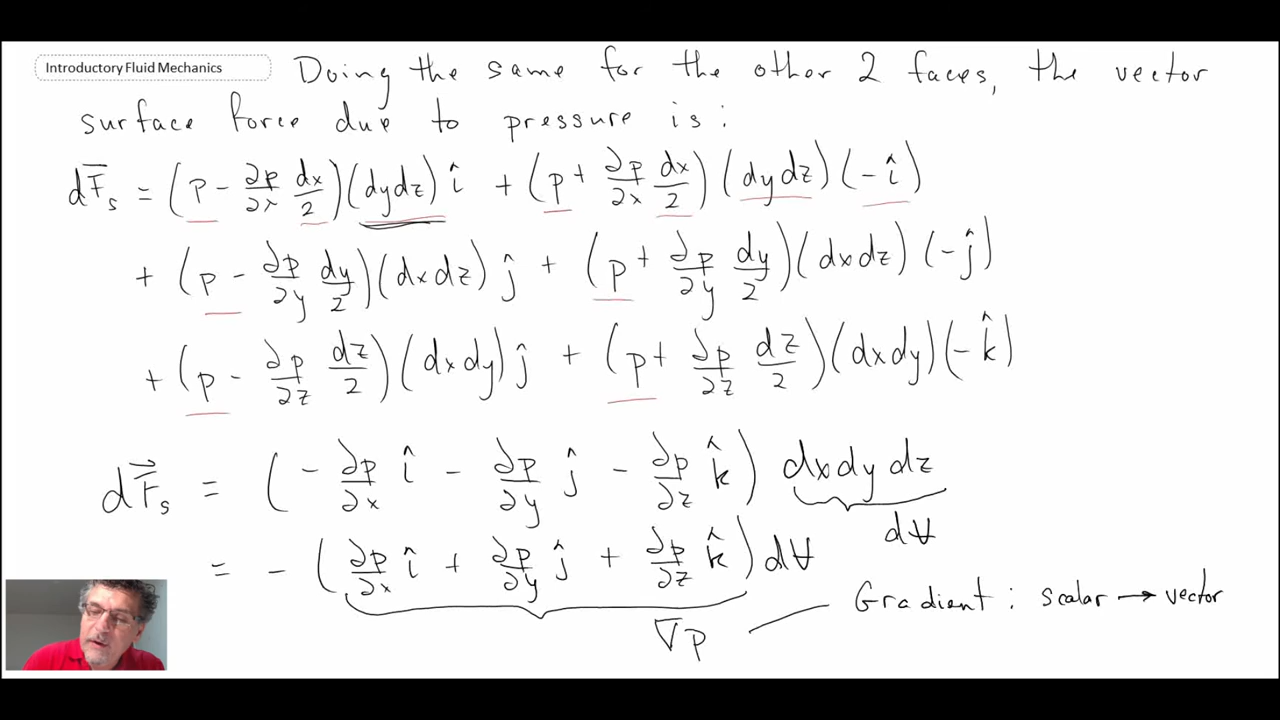 Introductory Fluid Mechanics
Doing the same for the other 2 faces, the vector
surface force due to pressure is:
dF⃗ₛ = (p - ∂p/∂x dx/2)(dydz) î + (p + ∂p/∂x dx/2)(dydz)(-î)
+ (p - ∂p/∂y dy/2)(dxdz) ĵ + (p + ∂p/∂y dy/2)(dxdz)(-ĵ)
+ (p - ∂p/∂z dz/2)(dxdy) ĵ + (p + ∂p/∂z dz/2)(dxdy)(-k̂)
dF⃗ₛ = (- ∂p/∂x î - ∂p/∂y ĵ - ∂p/∂z k̂) dxdydz
dV̶
= - (∂p/∂x î + ∂p/∂y ĵ + ∂p/∂z k̂) dV̶
Gradient: scalar → vector
∇p